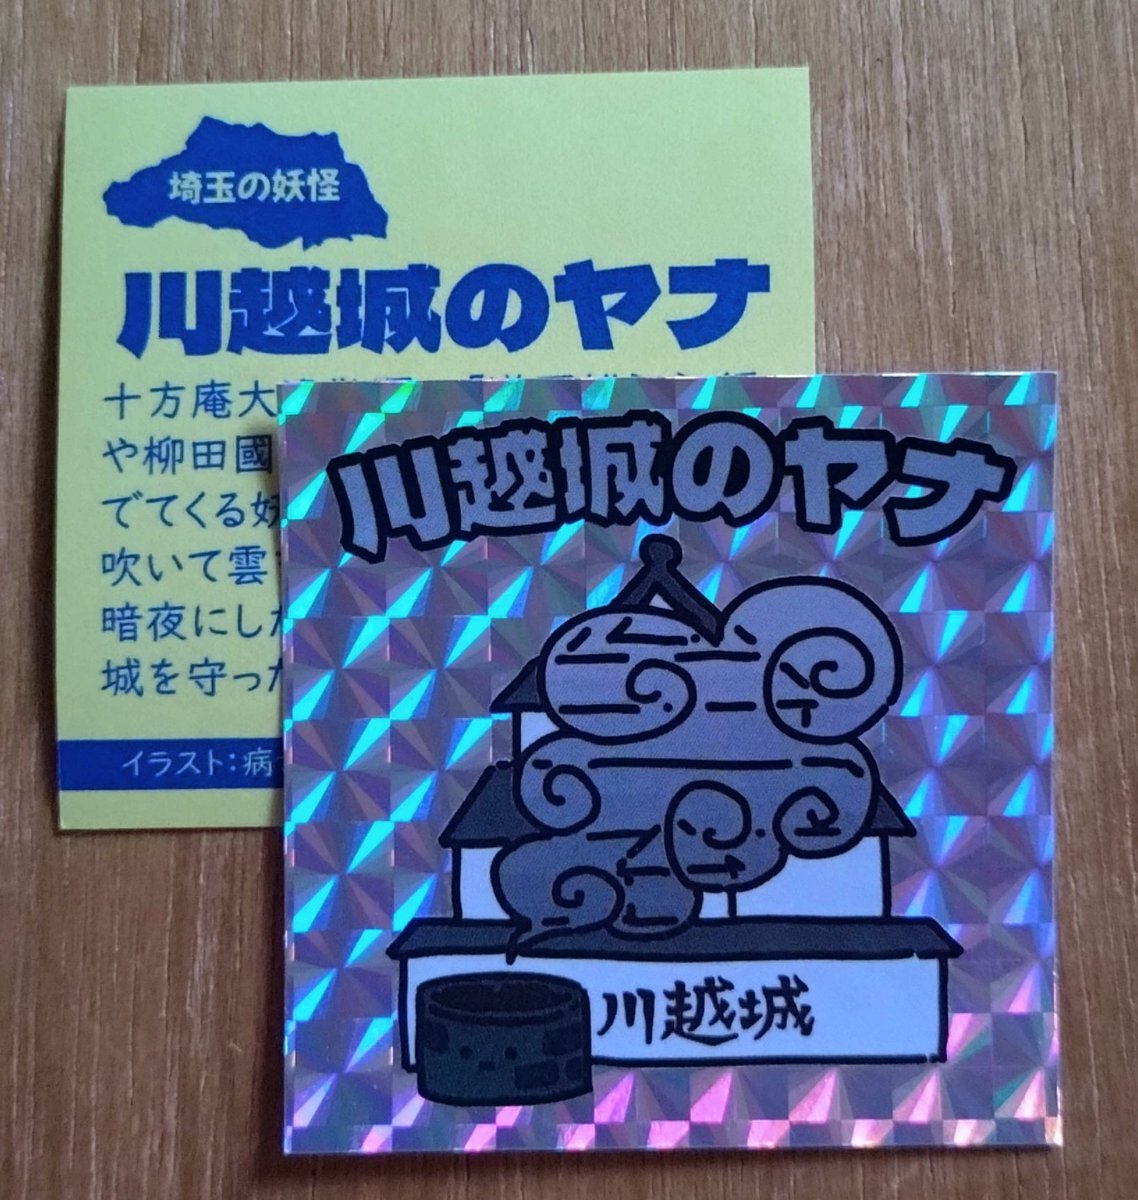 埼玉の妖怪
川越城のヤナ
十方庵大
や柳田國
でてくる妖
吹いて雲
暗夜にした
城を守った
イラスト：病
川越城のヤナ
川越城